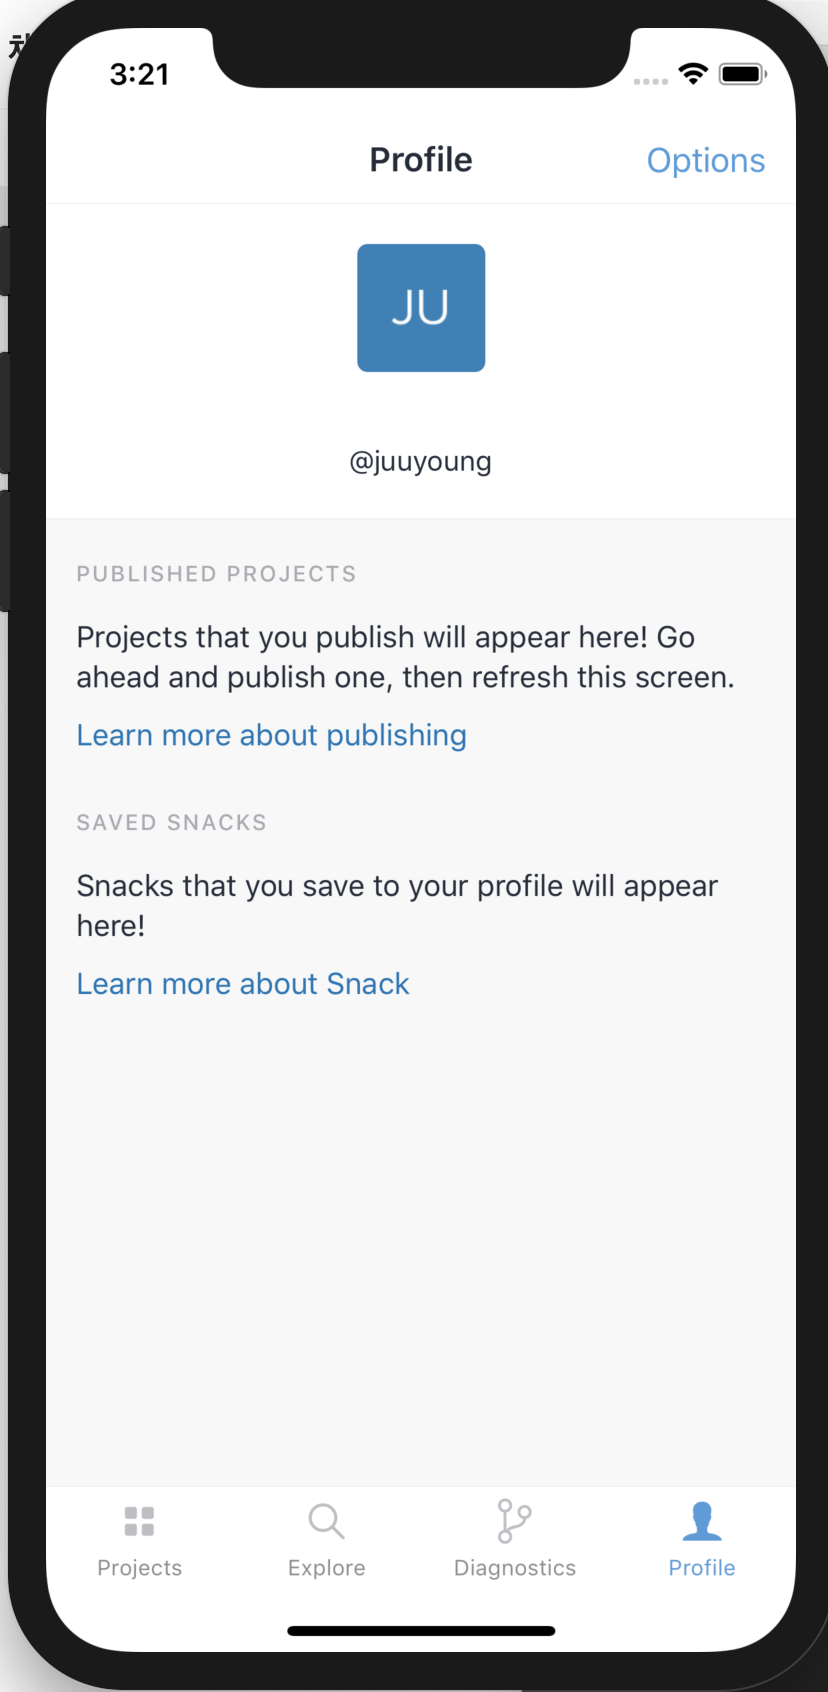 3:21
Profile
Options
JU
@juuyoung
PUBLISHED PROJECTS
Projects that you publish will appear here! Go
ahead and publish one, then refresh this screen.
Learn more about publishing
SAVED SNACKS
Snacks that you save to your profile will appear
here!
Learn more about Snack
Projects
Explore
Diagnostics
Profile